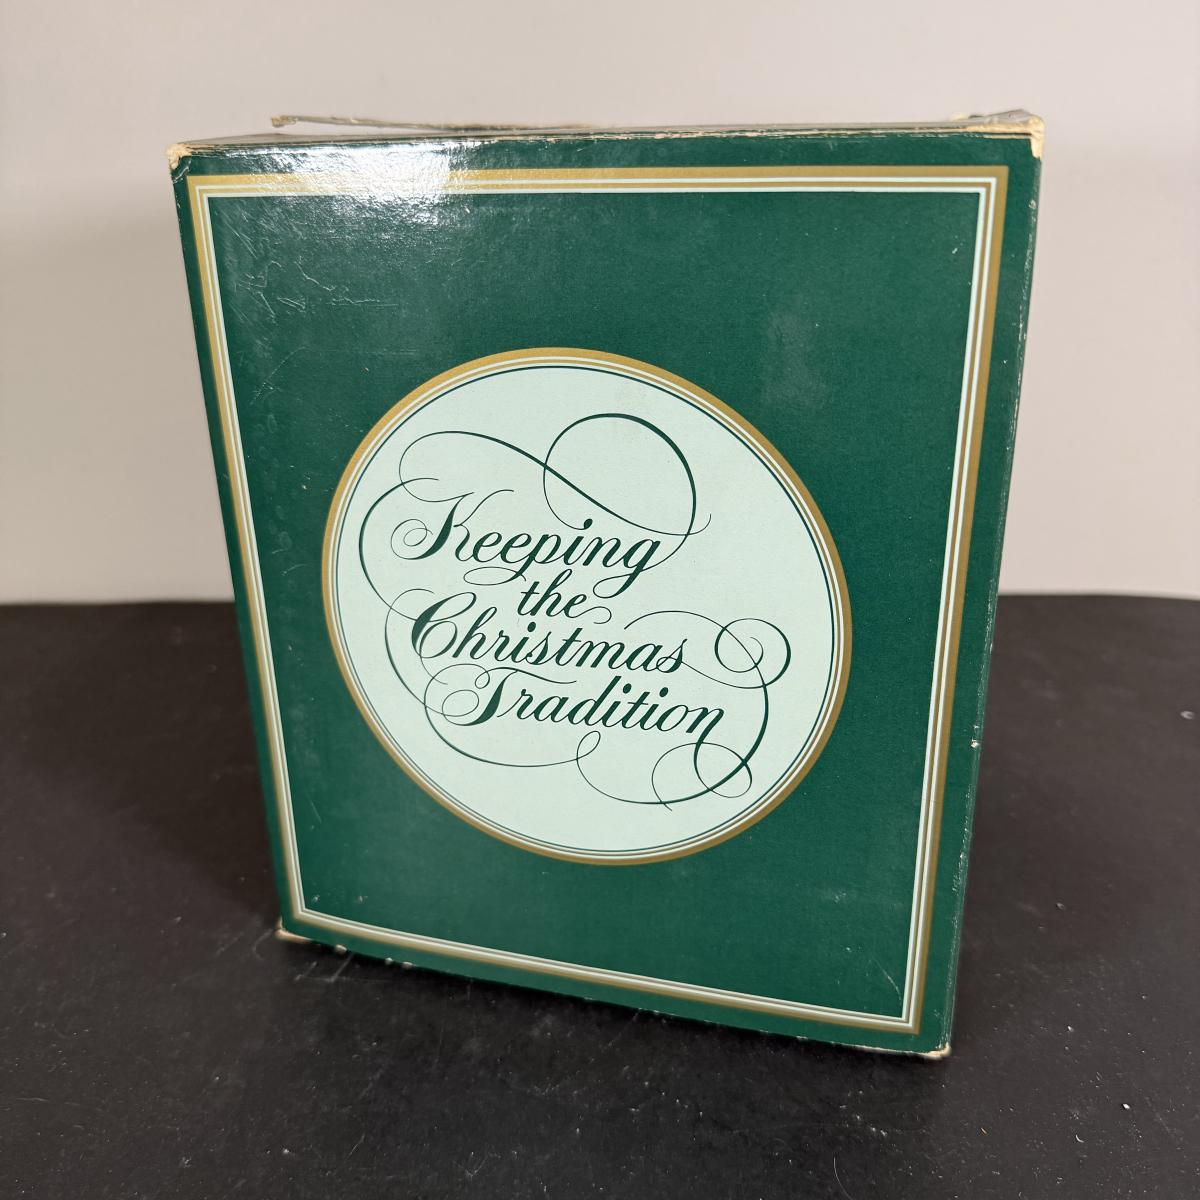 Keeping
the
Christmas
Tradition